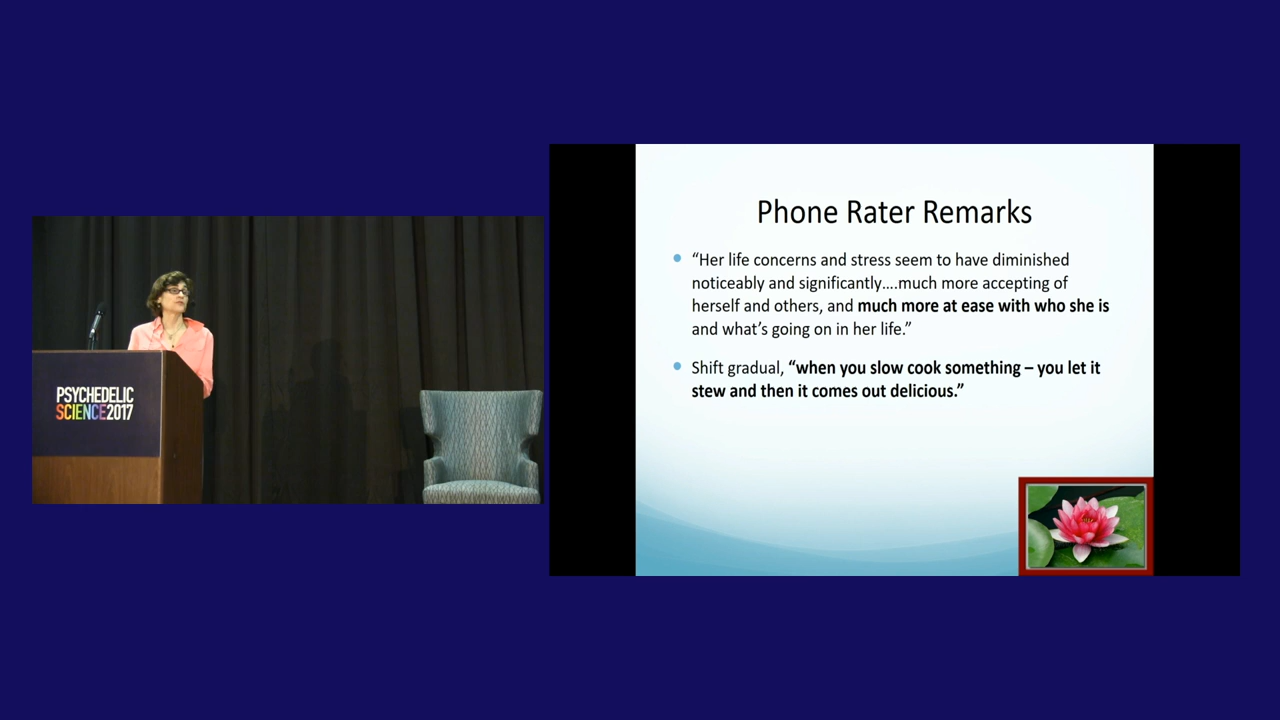 PSYCHEDELIC
SCIENCE2017
Phone Rater Remarks
“Her life concerns and stress seem to have diminished
noticeably and significantly….much more accepting of
herself and others, and much more at ease with who she is
and what’s going on in her life.”
Shift gradual, “when you slow cook something – you let it
stew and then it comes out delicious.”